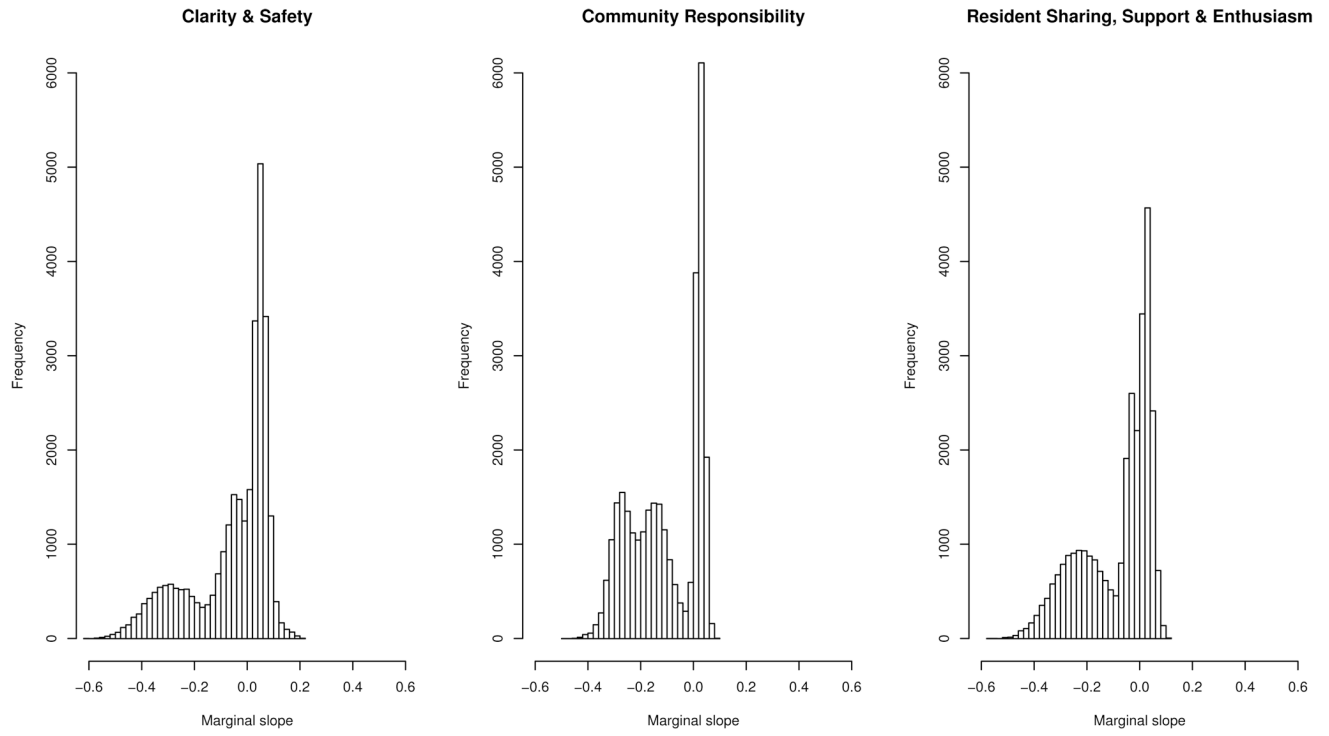 Clarity & Safety
6000
5000
4000
3000
2000
1000
0
Frequency
−0.6 −0.4 −0.2 0.0 0.2 0.4 0.6
Marginal slope
Community Responsibility
6000
5000
4000
3000
2000
1000
0
Frequency
−0.6 −0.4 −0.2 0.0 0.2 0.4 0.6
Marginal slope
Resident Sharing, Support & Enthusiasm
6000
5000
4000
3000
2000
1000
0
Frequency
−0.6 −0.4 −0.2 0.0 0.2 0.4 0.6
Marginal slope